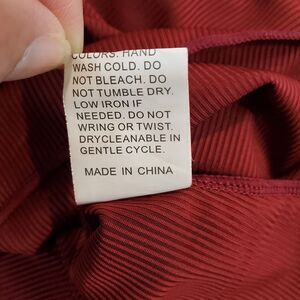 COLORS. HAND
WASH COLD. DO
NOT BLEACH. DO
NOT TUMBLE DRY.
LOW IRON IF
NEEDED. DO NOT
WRING OR TWIST.
DRYCLEANABLE IN
GENTLE CYCLE.
MADE IN CHINA